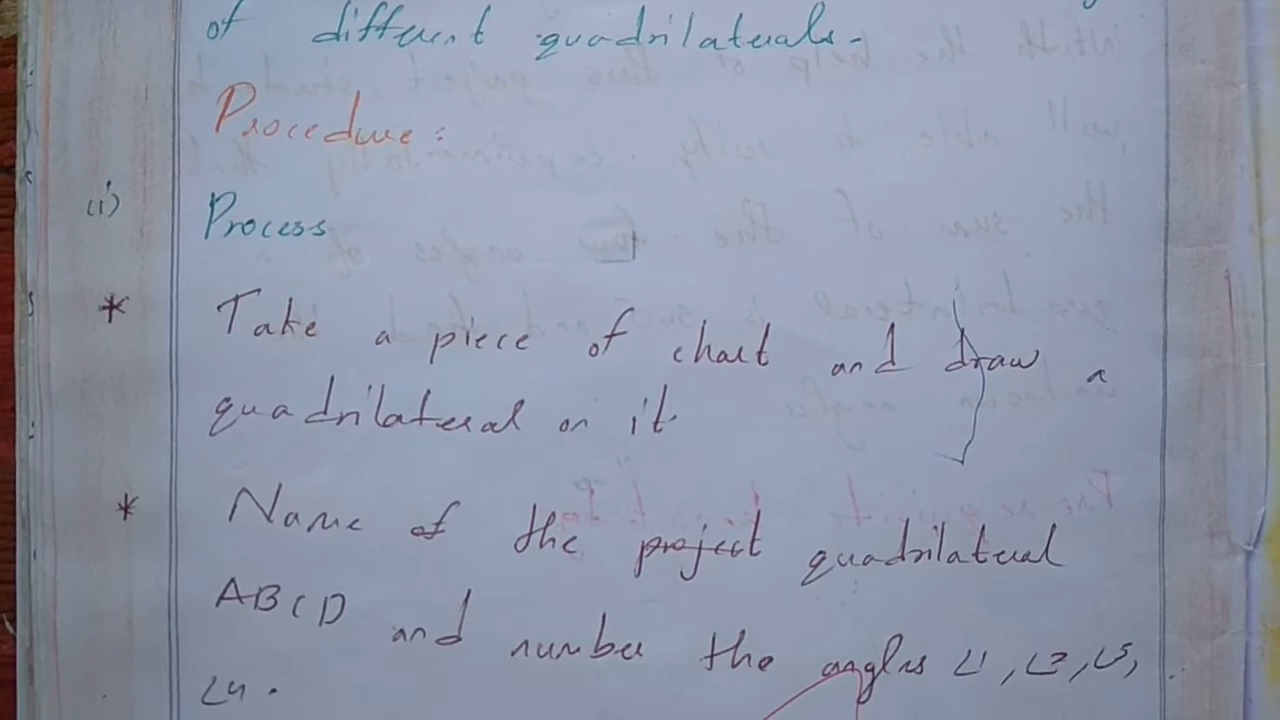 of different quadrilaterals.
Procedure:
(i) Process
* Take a piece of chart and draw a
quadrilateral on it
* Name of the project quadrilateral
ABCD and number the angles ∠1, ∠2, ∠3,
∠4.